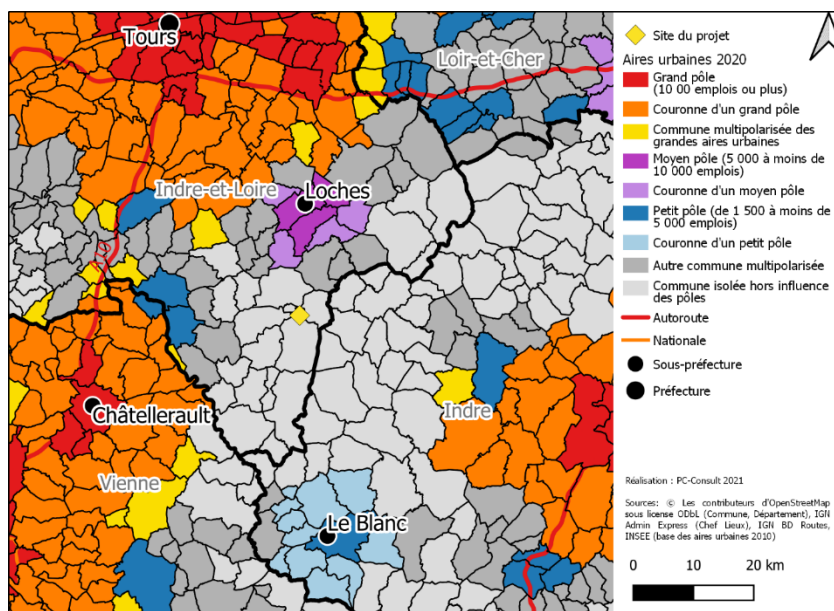 Tours
Loir-et-Cher
Indre-et-Loire
Loches
A10
Châtellerault
Indre
Vienne
Le Blanc
Site du projet
Aires urbaines 2020
Grand pôle
(10 00 emplois ou plus)
Couronne d'un grand pôle
Commune multipolarisée des
grandes aires urbaines
Moyen pôle (5 000 à moins de
10 000 emplois)
Couronne d'un moyen pôle
Petit pôle (de 1 500 à moins de
5 000 emplois)
Couronne d'un petit pôle
Autre commune multipolarisée
Commune isolée hors influence
des pôles
Autoroute
Nationale
Sous-préfecture
Préfecture
Réalisation : PC-Consult 2021
Sources: © Les contributeurs d'OpenStreetMap
sous license ODbL (Commune, Département), IGN
Admin Express (Chef Lieux), IGN BD Routes,
INSEE (base des aires urbaines 2010)
0 10 20 km